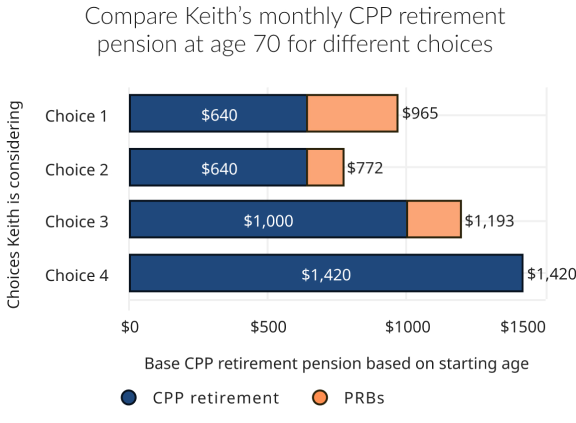 Compare Keith’s monthly CPP retirement
pension at age 70 for different choices
Choices Keith is considering
Choice 1
$640
$965
Choice 2
$640
$772
Choice 3
$1,000
$1,193
Choice 4
$1,420
$1,420
$0
$500
$1000
$1500
Base CPP retirement pension based on starting age
CPP retirement
PRBs